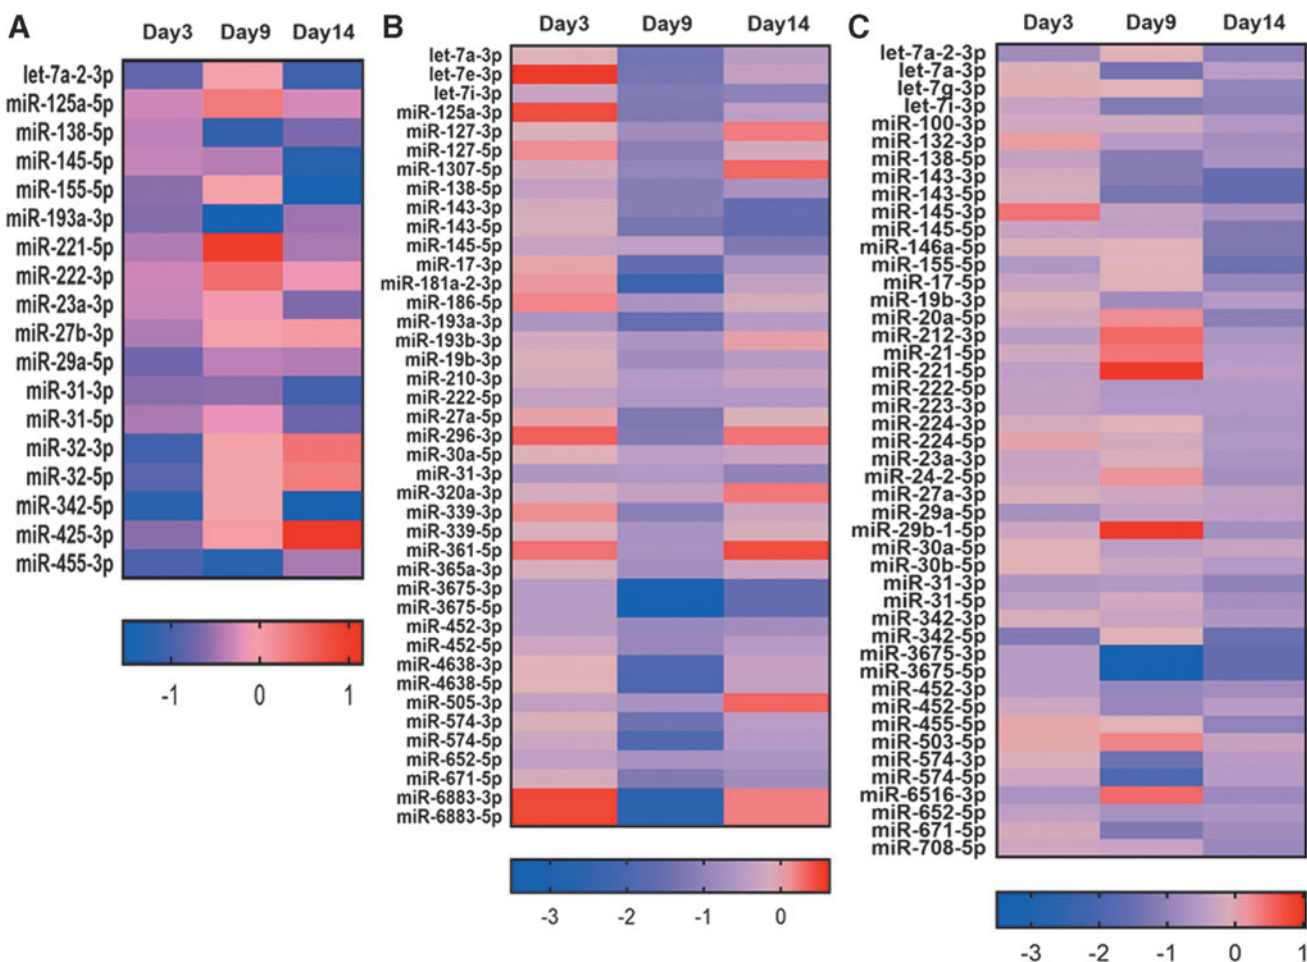 A
Day3 Day9 Day14
let-7a-2-3p
miR-125a-5p
miR-138-5p
miR-145-5p
miR-155-5p
miR-193a-3p
miR-221-5p
miR-222-3p
miR-23a-3p
miR-27b-3p
miR-29a-5p
miR-31-3p
miR-31-5p
miR-32-3p
miR-32-5p
miR-342-5p
miR-425-3p
miR-455-3p
-1 0 1
B
Day3 Day9 Day14
let-7a-3p
let-7e-3p
let-7i-3p
miR-125a-3p
miR-127-3p
miR-127-5p
miR-1307-5p
miR-138-5p
miR-143-3p
miR-143-5p
miR-145-5p
miR-17-3p
miR-181a-2-3p
miR-186-5p
miR-193a-3p
miR-193b-3p
miR-19b-3p
miR-210-3p
miR-222-5p
miR-27a-5p
miR-296-3p
miR-30a-5p
miR-31-3p
miR-320a-3p
miR-339-3p
miR-339-5p
miR-361-5p
miR-365a-3p
miR-3675-3p
miR-3675-5p
miR-452-3p
miR-452-5p
miR-4638-3p
miR-4638-5p
miR-505-3p
miR-574-3p
miR-574-5p
miR-652-5p
miR-671-5p
miR-6883-3p
miR-6883-5p
-3 -2 -1 0
C
Day3 Day9 Day14
let-7a-2-3p
let-7a-3p
let-7g-3p
let-7i-3p
miR-100-3p
miR-132-3p
miR-138-5p
miR-143-3p
miR-143-5p
miR-145-3p
miR-145-5p
miR-146a-5p
miR-155-5p
miR-17-5p
miR-19b-3p
miR-20a-5p
miR-212-3p
miR-21-5p
miR-221-5p
miR-222-5p
miR-223-3p
miR-224-3p
miR-224-5p
miR-23a-3p
miR-24-2-5p
miR-27a-3p
miR-29a-5p
miR-29b-1-5p
miR-30a-5p
miR-30b-5p
miR-31-3p
miR-31-5p
miR-342-3p
miR-342-5p
miR-3675-3p
miR-3675-5p
miR-452-3p
miR-452-5p
miR-455-5p
miR-503-5p
miR-574-3p
miR-574-5p
miR-6516-3p
miR-652-5p
miR-671-5p
miR-708-5p
-3 -2 -1 0 1